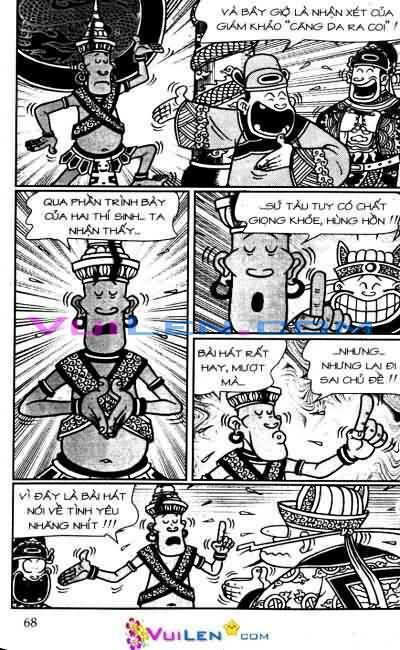 VÀ BÂY GIỜ LÀ NHẬN XÉT CỦA
GIÁM KHẢO "CĂNG DA RA COI" !
QUA PHẦN TRÌNH BÀY
CỦA HAI THÍ SINH... TA
NHẬN THẤY...
...SỨ TÀU TUY CÓ CHẤT
GIỌNG KHỎE, HÙNG HỒN !!
VuiLen.com
BÀI HÁT RẤT
HAY, MƯỢT
MÀ...
...NHƯNG...
NHƯNG LẠI ĐI
SAI CHỦ ĐỀ !!
VÌ ĐÂY LÀ BÀI HÁT
NÓI VỀ TÌNH YÊU
NHĂNG NHÍT !!!
68
VuiLen.com